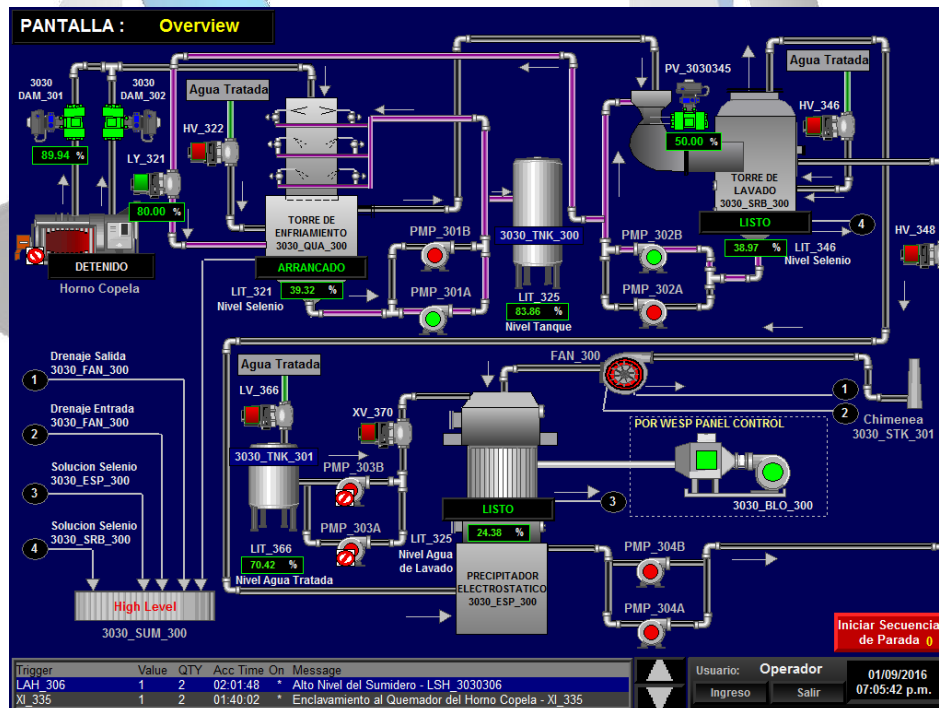 PANTALLA : Overview
3030
DAM_301
3030
DAM_302
89.94 %
Agua Tratada
HV_322
LY_321
80.00 %
DETENIDO
Horno Copela
TORRE DE
ENFRIAMIENTO
3030_QUA_300
ARRANCADO
LIT_321
39.32 %
Nivel Selenio
PMP_301B
PMP_301A
3030_TNK_300
LIT_325
83.86 %
Nivel Tanque
PMP_302B
PMP_302A
PV_3030345
50.00 %
Agua Tratada
HV_346
TORRE DE
LAVADO
3030_SRB_300
LISTO
4
38.97 %
LIT_346
Nivel Selenio
HV_348
Drenaje Salida
1
3030_FAN_300
Drenaje Entrada
2
3030_FAN_300
Solucion Selenio
3
3030_ESP_300
Solucion Selenio
4
3030_SRB_300
High Level
3030_SUM_300
Agua Tratada
LV_366
3030_TNK_301
LIT_366
70.42 %
Nivel Agua Tratada
XV_370
PMP_303B
PMP_303A
LIT_325
Nivel Agua
de Lavado
LISTO
24.38 %
3
PRECIPITADOR
ELECTROSTATICO
3030_ESP_300
FAN_300
1
2
Chimenea
3030_STK_301
POR WESP PANEL CONTROL
3030_BLO_300
PMP_304B
PMP_304A
Iniciar Secuencia
de Parada 0
Trigger Value QTY Acc Time On Message
LAH_306 1 2 02:01:48 * Alto Nivel del Sumidero - LSH_3030306
XI_335 1 2 01:40:02 * Enclavamiento al Quemador del Horno Copela - XI_335
Usuario: Operador
Ingreso Salir
01/09/2016
07:05:42 p.m.